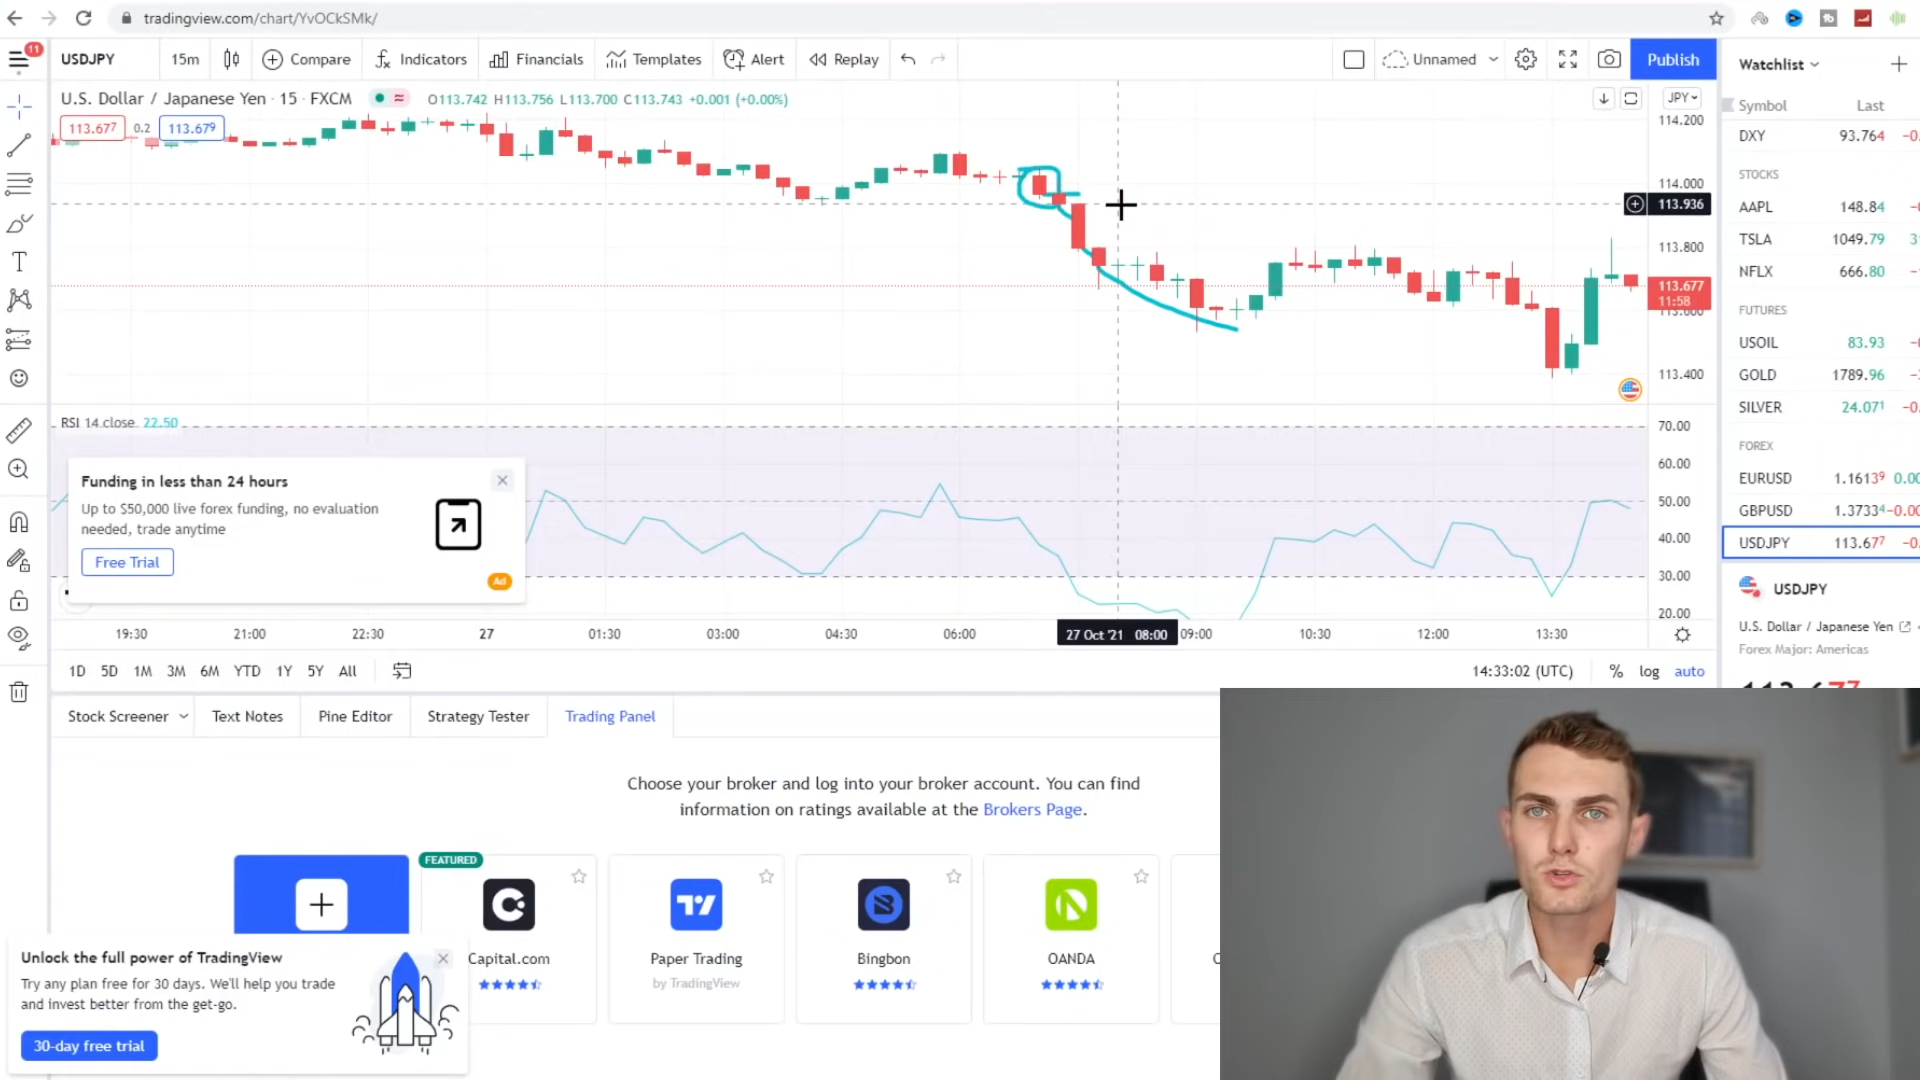 tradingview.com/chart/YvOCkSMk/
11
USDJPY 15m Compare Indicators Financials Templates Alert Replay Unnamed Publish
U.S. Dollar / Japanese Yen · 15 · FXCM O113.742 H113.756 L113.700 C113.743 +0.001 (+0.00%)
113.677 0.2 113.679
JPY
114.200
114.000
113.936
113.800
113.677
11:58
113.600
113.400
RSI 14 close 22.50
70.00
60.00
50.00
40.00
30.00
20.00
Funding in less than 24 hours
Up to $50,000 live forex funding, no evaluation
needed, trade anytime
Free Trial
Ad
19:30 21:00 22:30 27 01:30 03:00 04:30 06:00 27 Oct '21 08:00 09:00 10:30 12:00 13:30
1D 5D 1M 3M 6M YTD 1Y 5Y All 14:33:02 (UTC) % log auto
Watchlist
Symbol Last
DXY 93.764
STOCKS
AAPL 148.84
TSLA 1049.79
NFLX 666.80
FUTURES
USOIL 83.93
GOLD 1789.96
SILVER 24.071
FOREX
EURUSD 1.16139
GBPUSD 1.37334
USDJPY 113.677
USDJPY
U.S. Dollar / Japanese Yen
Forex Major: Americas
Stock Screener Text Notes Pine Editor Strategy Tester Trading Panel
Choose your broker and log into your broker account. You can find
information on ratings available at the Brokers Page.
FEATURED
Capital.com
Paper Trading
by TradingView
Bingbon
OANDA
Unlock the full power of TradingView
Try any plan free for 30 days. We'll help you trade
and invest better from the get-go.
30-day free trial